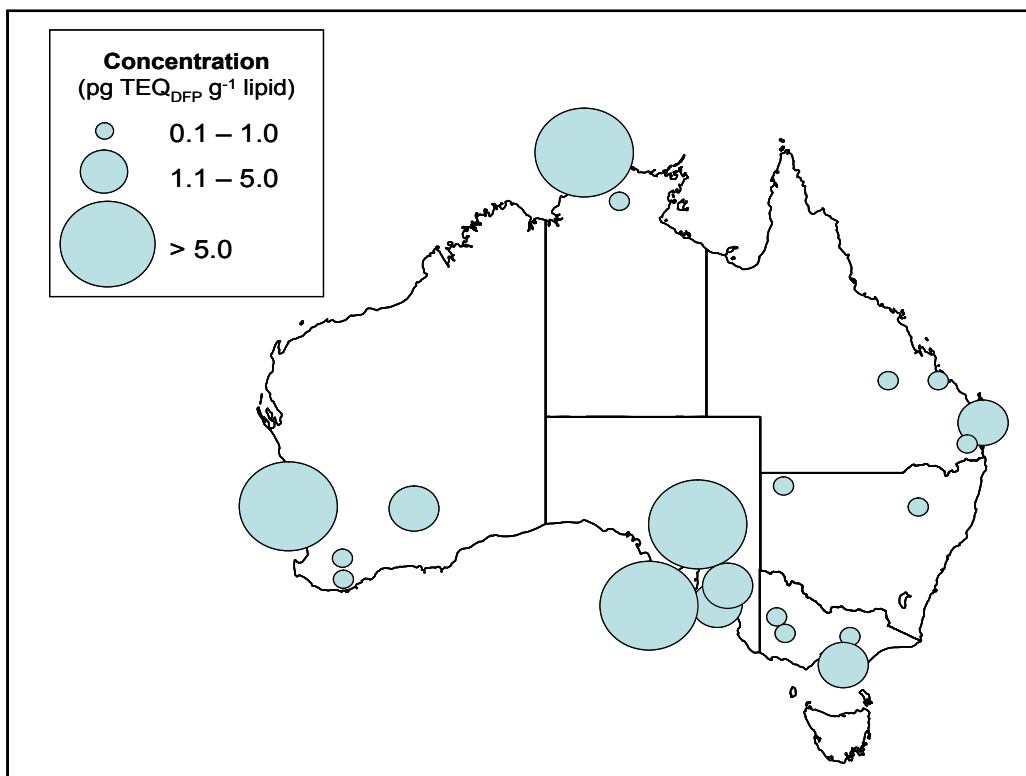 Concentration
(pg TEQDFP g-1 lipid)
0.1 – 1.0
1.1 – 5.0
> 5.0